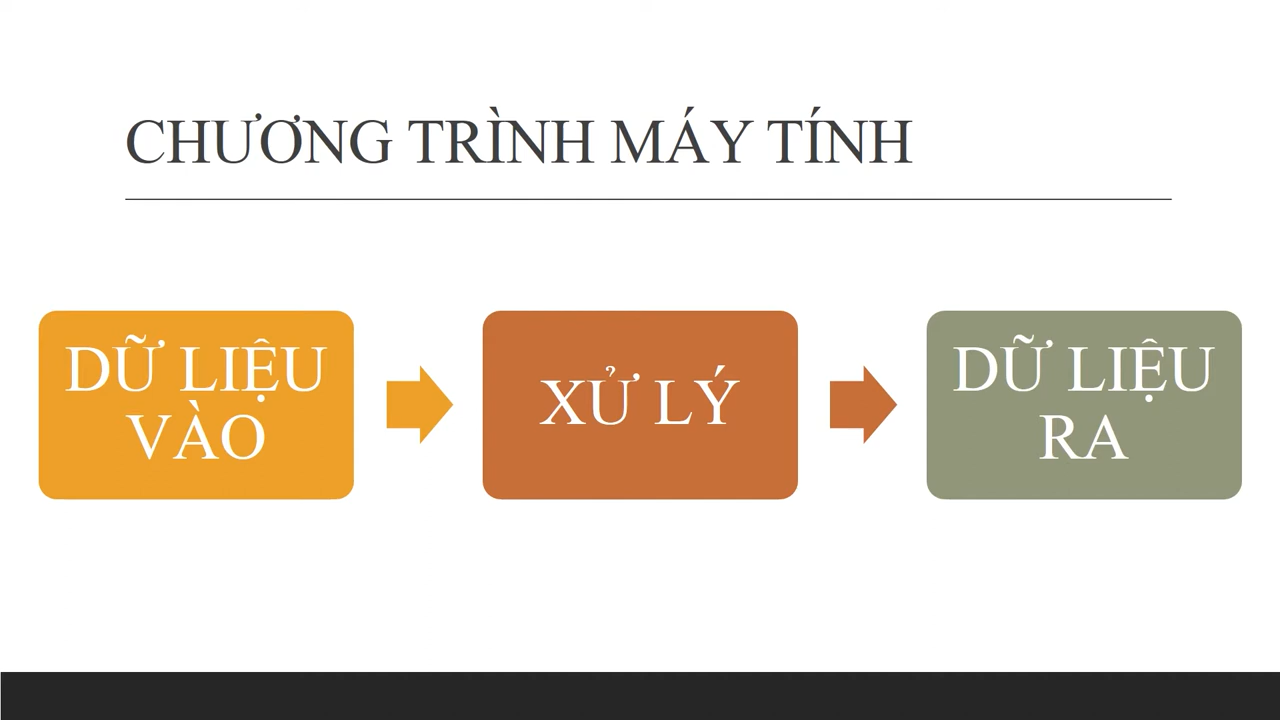 CHƯƠNG TRÌNH MÁY TÍNH
DỮ LIỆU
VÀO
XỬ LÝ
DỮ LIỆU
RA